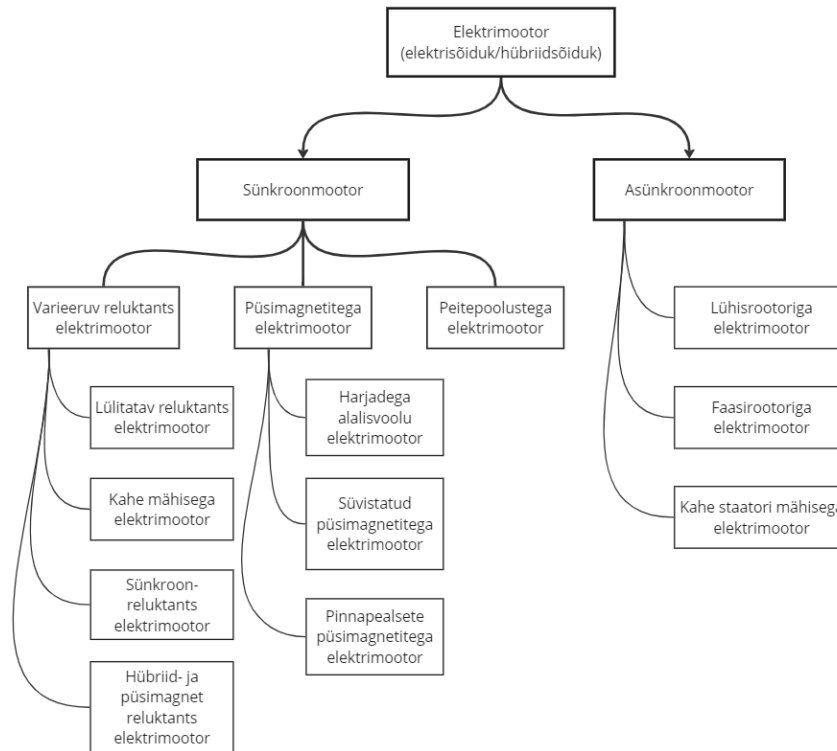 Elektrimootor
(elektrisõiduk/hübriidsõiduk)
Sünkroonmootor
Asünkroonmootor
Varieeruv reluktants
elektrimootor
Püsimagnetitega
elektrimootor
Peitepoolustega
elektrimootor
Lülitatav reluktants
elektrimootor
Kahe mähisega
elektrimootor
Sünkroon-
reluktants
elektrimootor
Hübriid- ja
püsimagnet
reluktants
elektrimootor
Harjadega
alalisvoolu
elektrimootor
Süvistatud
püsimagnetitega
elektrimootor
Pinnapealsete
püsimagnetitega
elektrimootor
Lühisrootoriga
elektrimootor
Faasirootoriga
elektrimootor
Kahe staatori mähisega
elektrimootor